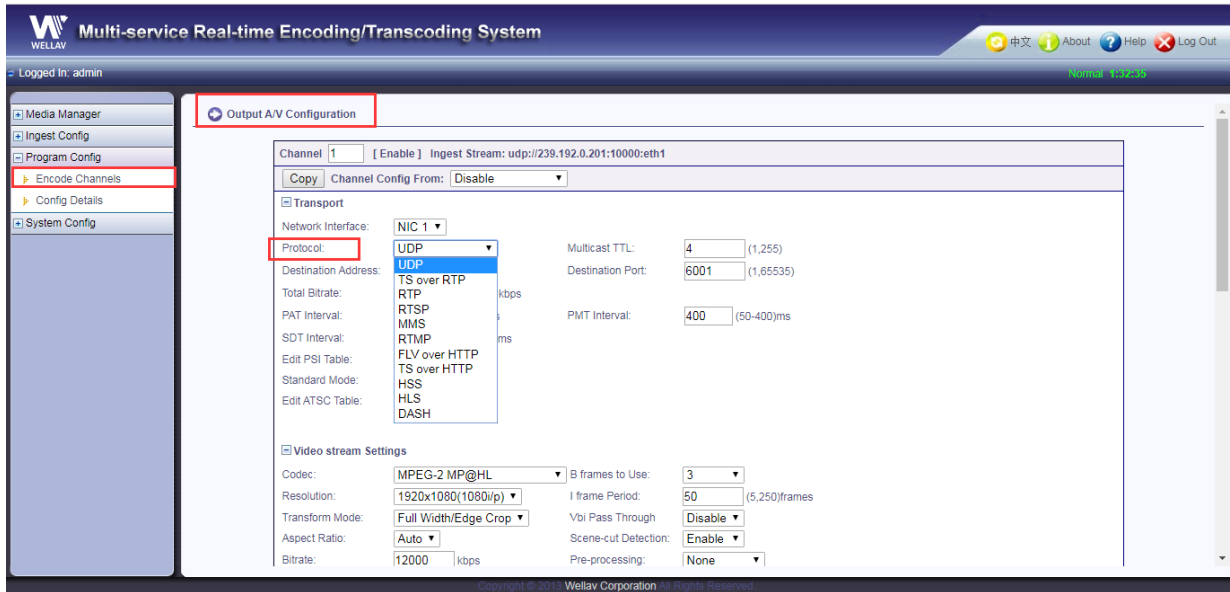 WELLAV
Multi-service Real-time Encoding/Transcoding System
中文 About Help Log Out
Logged In: admin
Normal 1:32:35
Media Manager
Ingest Config
Program Config
Encode Channels
Config Details
System Config
Output A/V Configuration
Channel 1 [ Enable ] Ingest Stream: udp://239.192.0.201:10000:eth1
Copy Channel Config From: Disable
Transport
Network Interface: NIC 1
Protocol: UDP Multicast TTL: 4 (1,255)
UDP
Destination Address: Destination Port: 6001 (1,65535)
TS over RTP
Total Bitrate: RTP kbps
RTSP
PAT Interval: s PMT Interval: 400 (50-400)ms
MMS
SDT Interval: RTMP ms
FLV over HTTP
Edit PSI Table:
TS over HTTP
Standard Mode: HSS
Edit ATSC Table: HLS
DASH
Video stream Settings
Codec: MPEG-2 MP@HL B frames to Use: 3
Resolution: 1920x1080(1080i/p) I frame Period: 50 (5,250)frames
Transform Mode: Full Width/Edge Crop Vbi Pass Through Disable
Aspect Ratio: Auto Scene-cut Detection: Enable
Bitrate: 12000 kbps Pre-processing: None
Copyright © 2013 Wellav Corporation All Rights Reserved